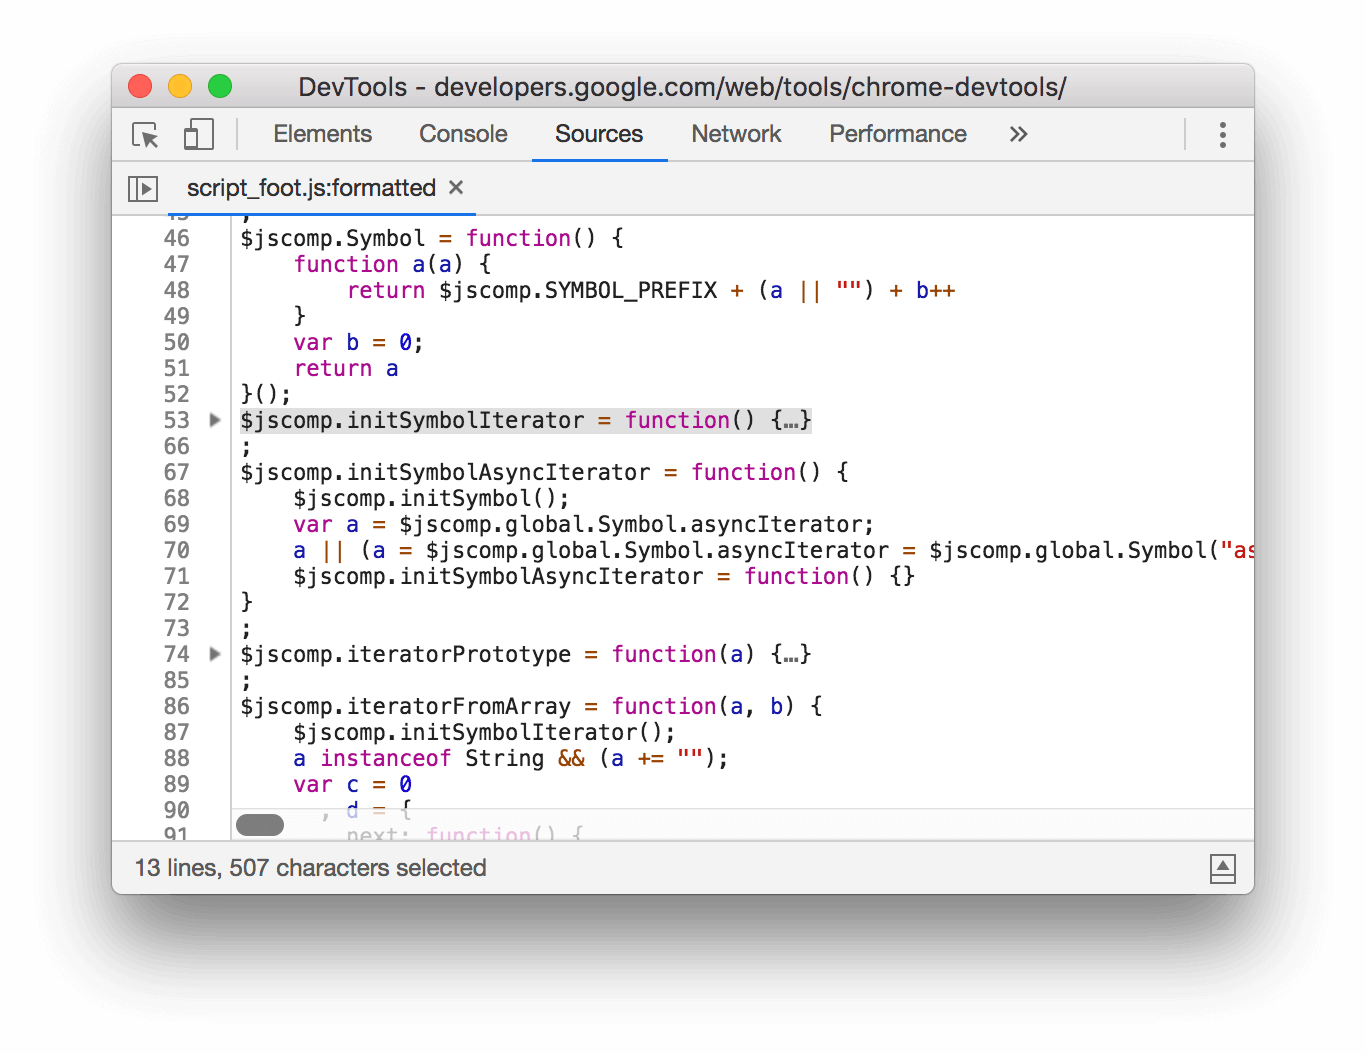 DevTools - developers.google.com/web/tools/chrome-devtools/
Elements Console Sources Network Performance »
script_foot.js:formatted ×
45 ;
46 $jscomp.Symbol = function() {
47 function a(a) {
48 return $jscomp.SYMBOL_PREFIX + (a || "") + b++
49 }
50 var b = 0;
51 return a
52 }();
53 $jscomp.initSymbolIterator = function() {…}
66 ;
67 $jscomp.initSymbolAsyncIterator = function() {
68 $jscomp.initSymbol();
69 var a = $jscomp.global.Symbol.asyncIterator;
70 a || (a = $jscomp.global.Symbol.asyncIterator = $jscomp.global.Symbol("as
71 $jscomp.initSymbolAsyncIterator = function() {}
72 }
73 ;
74 $jscomp.iteratorPrototype = function(a) {…}
85 ;
86 $jscomp.iteratorFromArray = function(a, b) {
87 $jscomp.initSymbolIterator();
88 a instanceof String && (a += "");
89 var c = 0
90 , d = {
91 next: function() {
13 lines, 507 characters selected